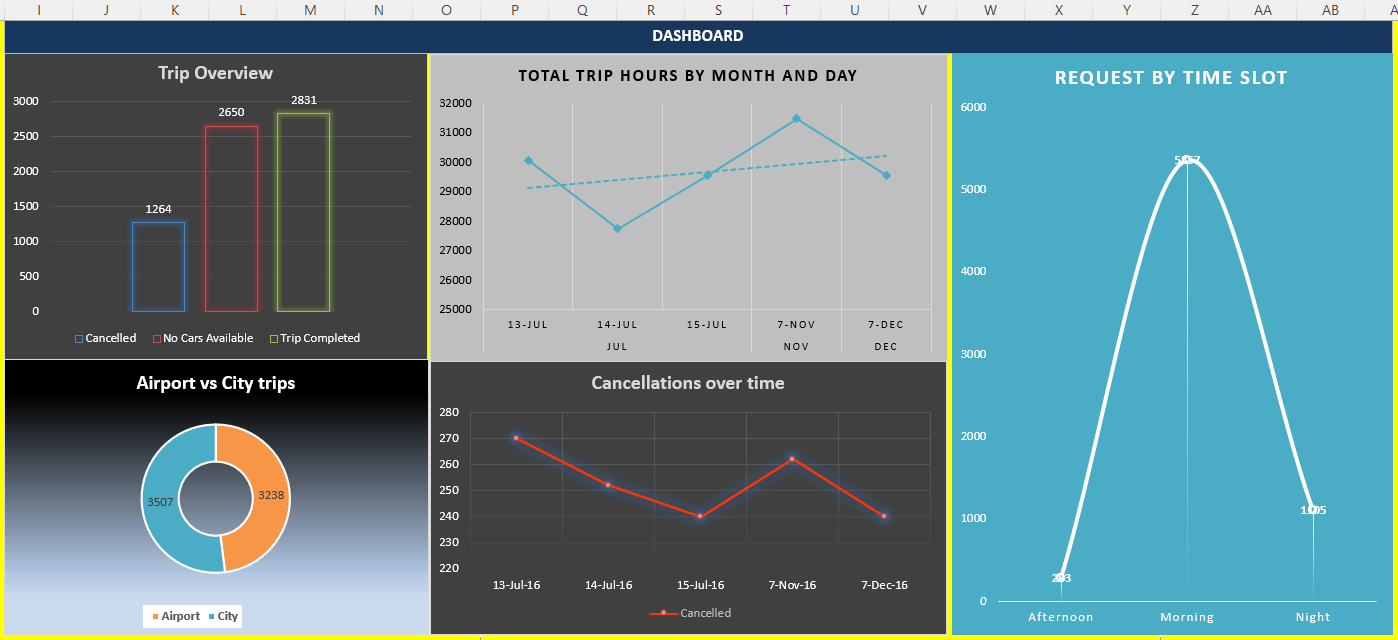 I J K L M N O P Q R S T U V W X Y Z AA AB
DASHBOARD
Trip Overview
3000
2500
2000
1500
1000
500
0
1264
2650
2831
Cancelled No Cars Available Trip Completed
TOTAL TRIP HOURS BY MONTH AND DAY
32000
31000
30000
29000
28000
27000
26000
25000
13-JUL 14-JUL 15-JUL 7-NOV 7-DEC
JUL NOV DEC
REQUEST BY TIME SLOT
6000
5000
4000
3000
2000
1000
0
1105
Afternoon Morning Night
Airport vs City trips
3507
3238
Airport City
Cancellations over time
280
270
260
250
240
230
220
13-Jul-16 14-Jul-16 15-Jul-16 7-Nov-16 7-Dec-16
Cancelled